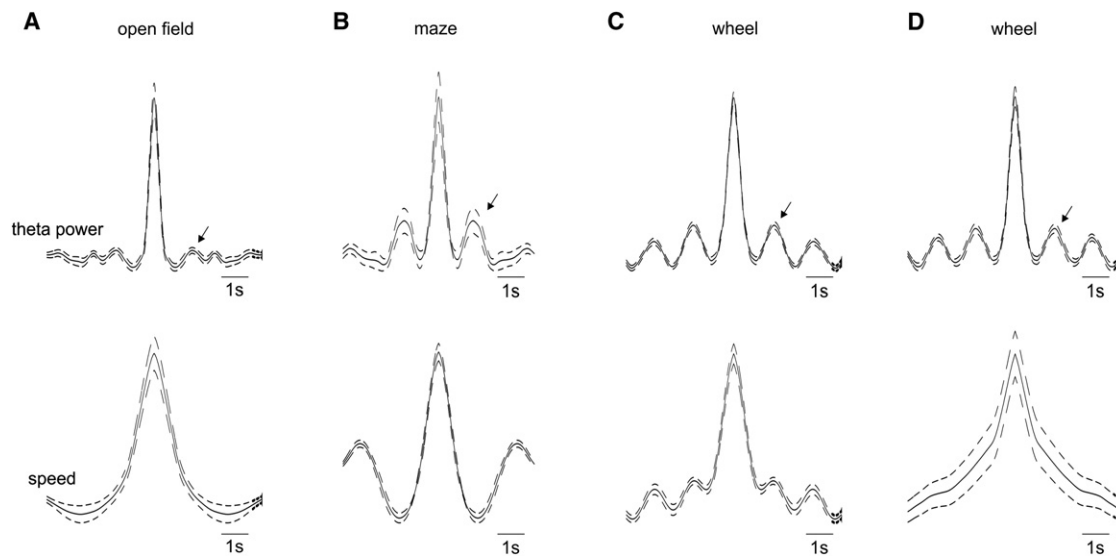 A open field B maze C wheel D wheel
theta power
1s 1s 1s 1s
speed
1s 1s 1s 1s